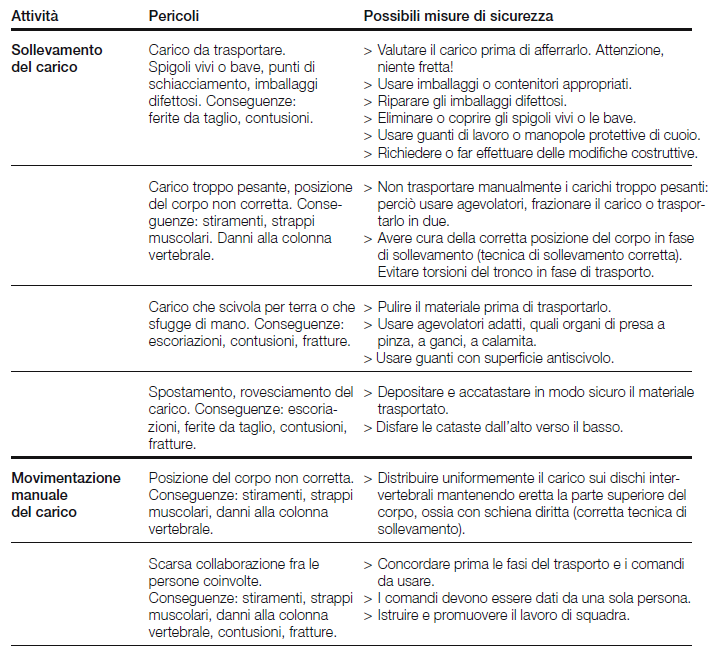 Attività Pericoli Possibili misure di sicurezza
Sollevamento
del carico
Carico da trasportare.
Spigoli vivi o bave, punti di
schiacciamento, imballaggi
difettosi. Conseguenze:
ferite da taglio, contusioni.
> Valutare il carico prima di afferrarlo. Attenzione,
niente fretta!
> Usare imballaggi o contenitori appropriati.
> Riparare gli imballaggi difettosi.
> Eliminare o coprire gli spigoli vivi o le bave.
> Usare guanti di lavoro o manopole protettive di cuoio.
> Richiedere o far effettuare delle modifiche costruttive.
Carico troppo pesante, posizione
del corpo non corretta. Conse-
guenze: stiramenti, strappi
muscolari. Danni alla colonna
vertebrale.
> Non trasportare manualmente i carichi troppo pesanti:
perciò usare agevolatori, frazionare il carico o traspor-
tarlo in due.
> Avere cura della corretta posizione del corpo in fase
di sollevamento (tecnica di sollevamento corretta).
Evitare torsioni del tronco in fase di trasporto.
Carico che scivola per terra o che
sfugge di mano. Conseguenze:
escoriazioni, contusioni, fratture.
> Pulire il materiale prima di trasportarlo.
> Usare agevolatori adatti, quali organi di presa a
pinza, a ganci, a calamita.
> Usare guanti con superficie antiscivolo.
Spostamento, rovesciamento del
carico. Conseguenze: escoria-
zioni, ferite da taglio, contusioni,
fratture.
> Depositare e accatastare in modo sicuro il materiale
trasportato.
> Disfare le cataste dall'alto verso il basso.
Movimentazione
manuale
del carico
Posizione del corpo non corretta.
Conseguenze: stiramenti, strappi
muscolari, danni alla colonna
vertebrale.
> Distribuire uniformemente il carico sui dischi inter-
vertebrali mantenendo eretta la parte superiore del
corpo, ossia con schiena diritta (corretta tecnica di
sollevamento).
Scarsa collaborazione fra le
persone coinvolte.
Conseguenze: stiramenti, strappi
muscolari, danni alla colonna
vertebrale, contusioni, fratture.
> Concordare prima le fasi del trasporto e i comandi
da usare.
> I comandi devono essere dati da una sola persona.
> Istruire e promuovere il lavoro di squadra.